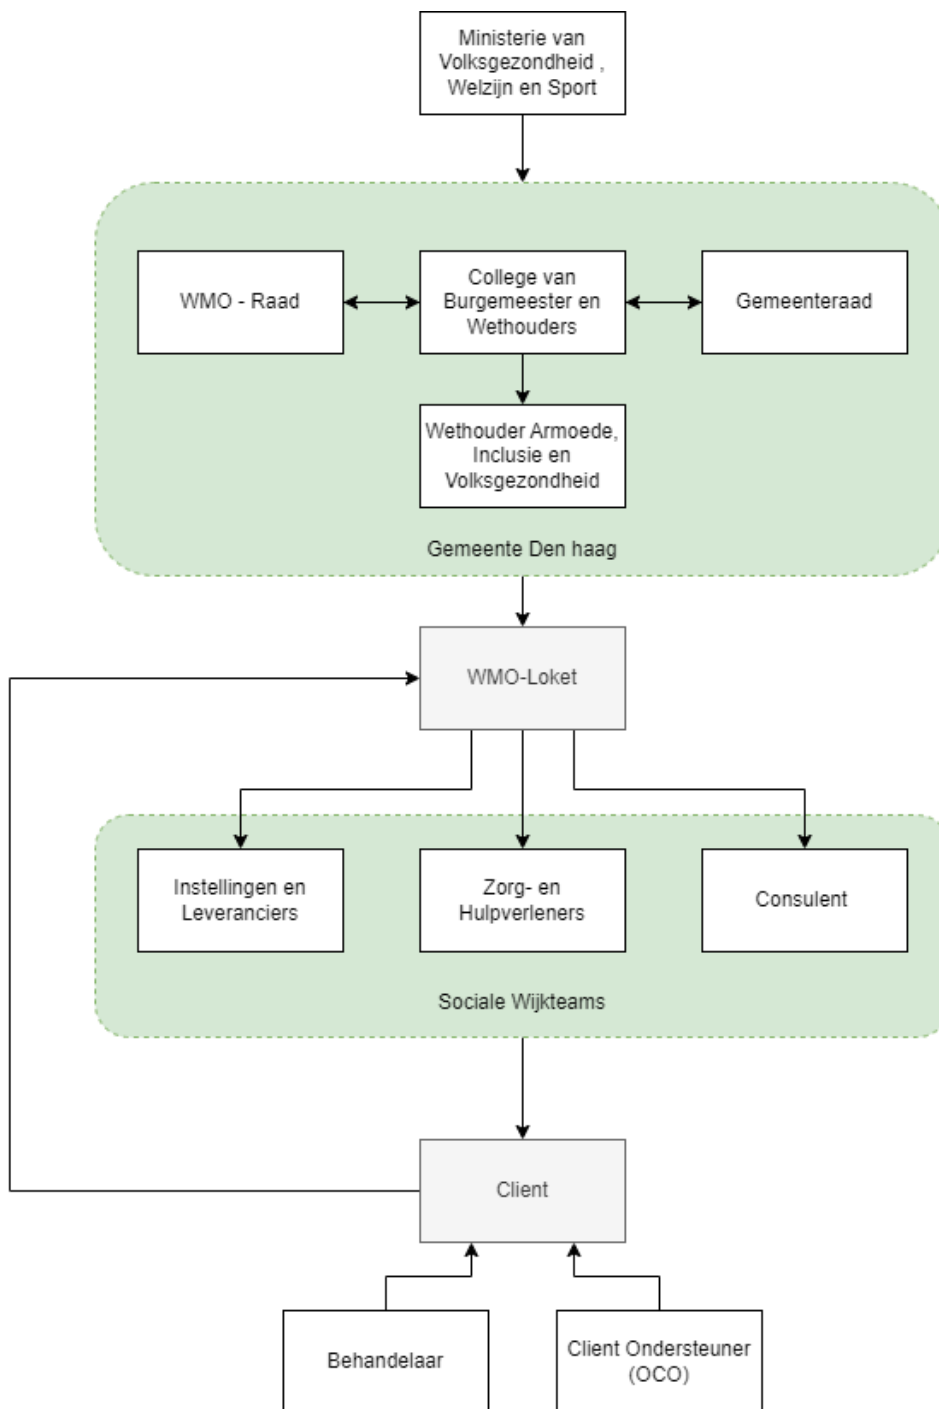 Ministerie van
Volksgezondheid ,
Welzijn en Sport
WMO - Raad
College van
Burgemeester en
Wethouders
Gemeenteraad
Wethouder Armoede,
Inclusie en
Volksgezondheid
Gemeente Den haag
WMO-Loket
Instellingen en
Leveranciers
Zorg- en
Hulpverleners
Consulent
Sociale Wijkteams
Client
Behandelaar
Client Ondersteuner
(OCO)